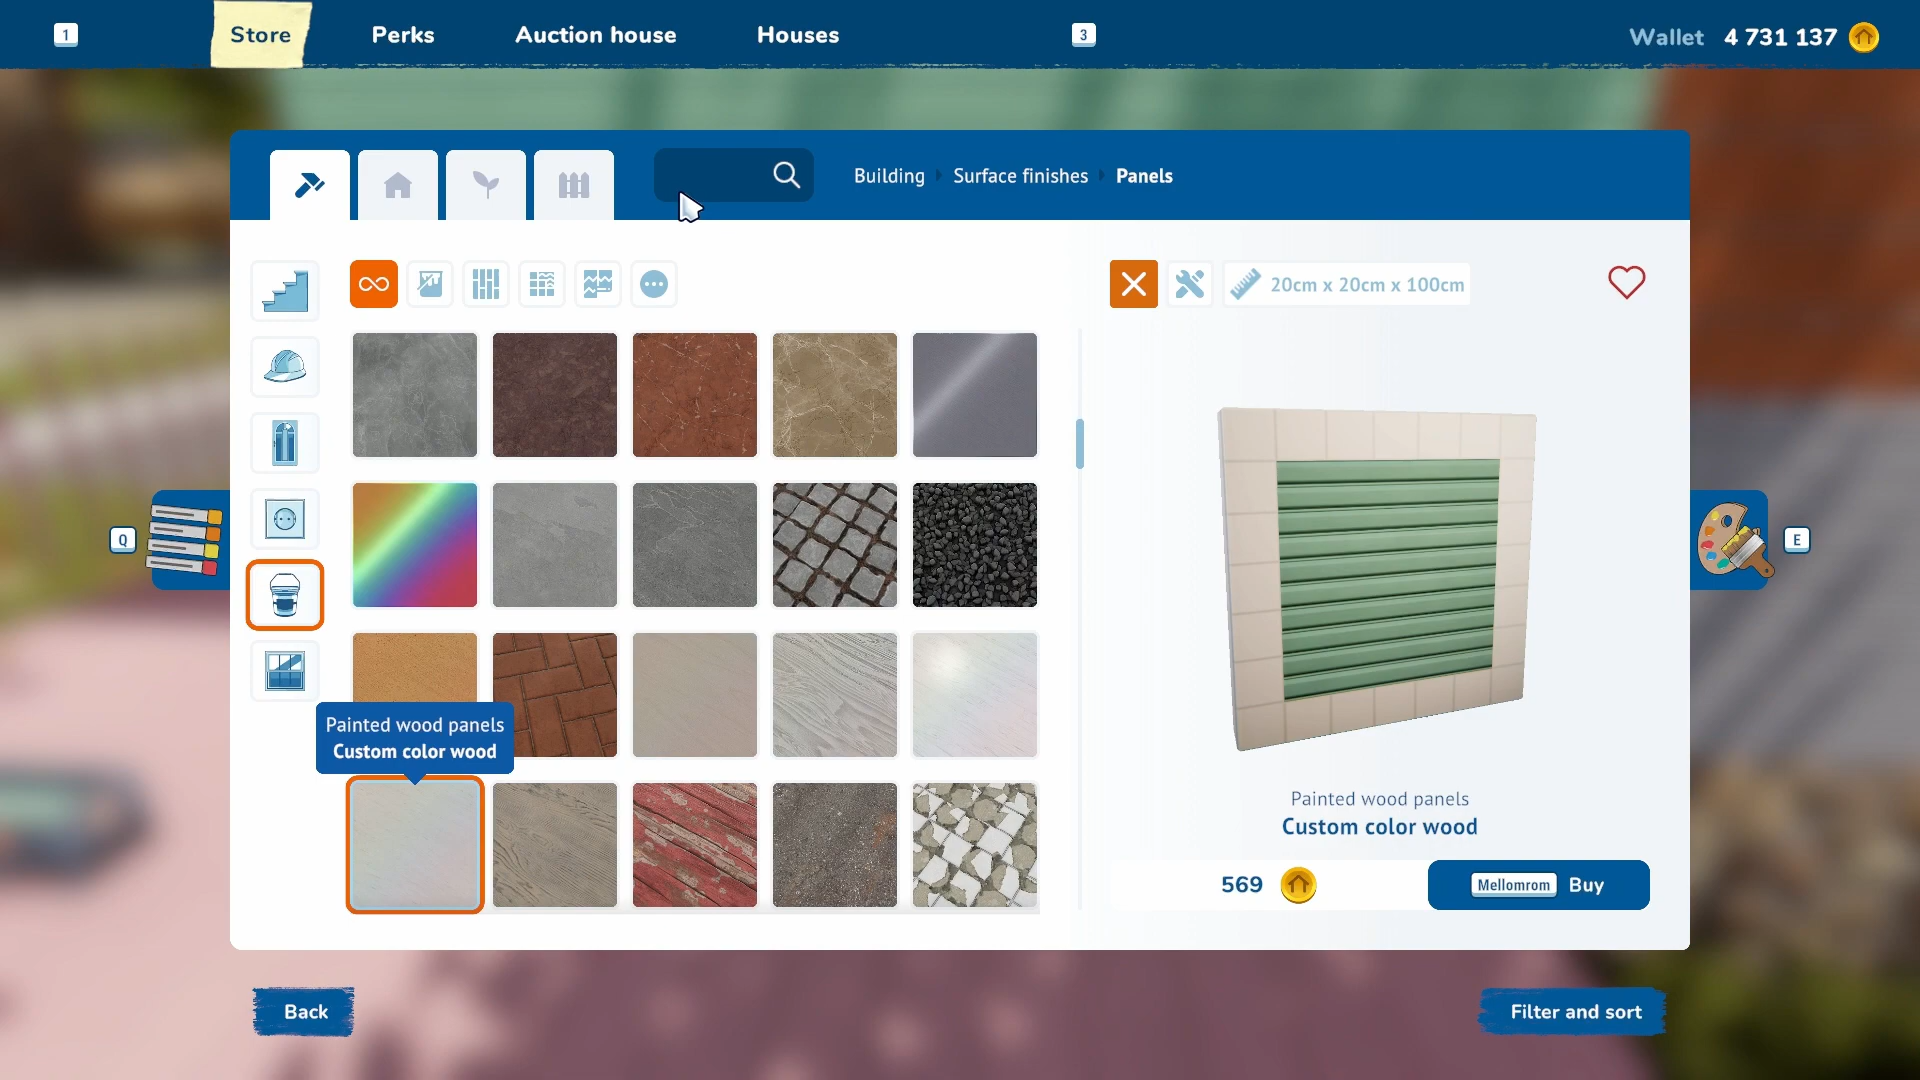 1
Store
Perks
Auction house
Houses
3
Wallet 4 731 137
Building
Surface finishes
Panels
20cm x 20cm x 100cm
Q
E
Painted wood panels
Custom color wood
Painted wood panels
Custom color wood
569
Mellomrom Buy
Back
Filter and sort